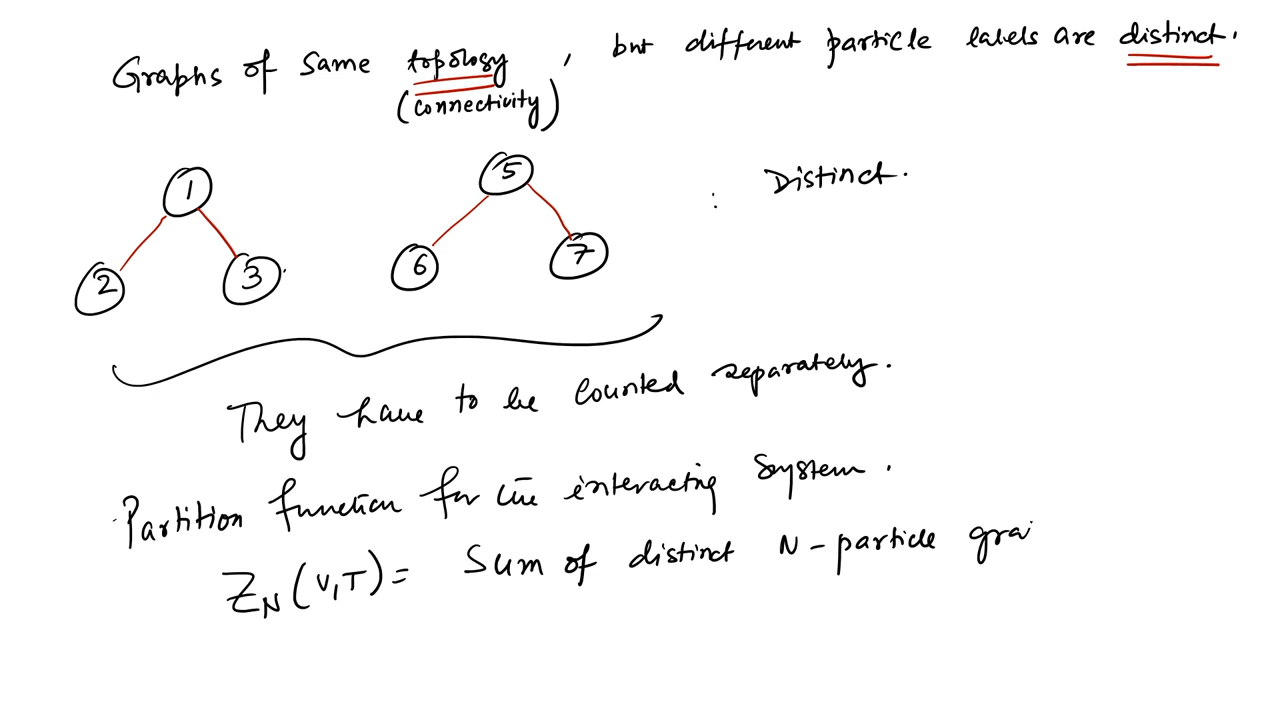 Graphs of same topology, but different particle labels are distinct.
(connectivity)
1 5 : Distinct.
2 3 6 7
They have to be counted separately.
Partition function for the interacting system.
Z_N (V,T) = Sum of distinct N-particle gra